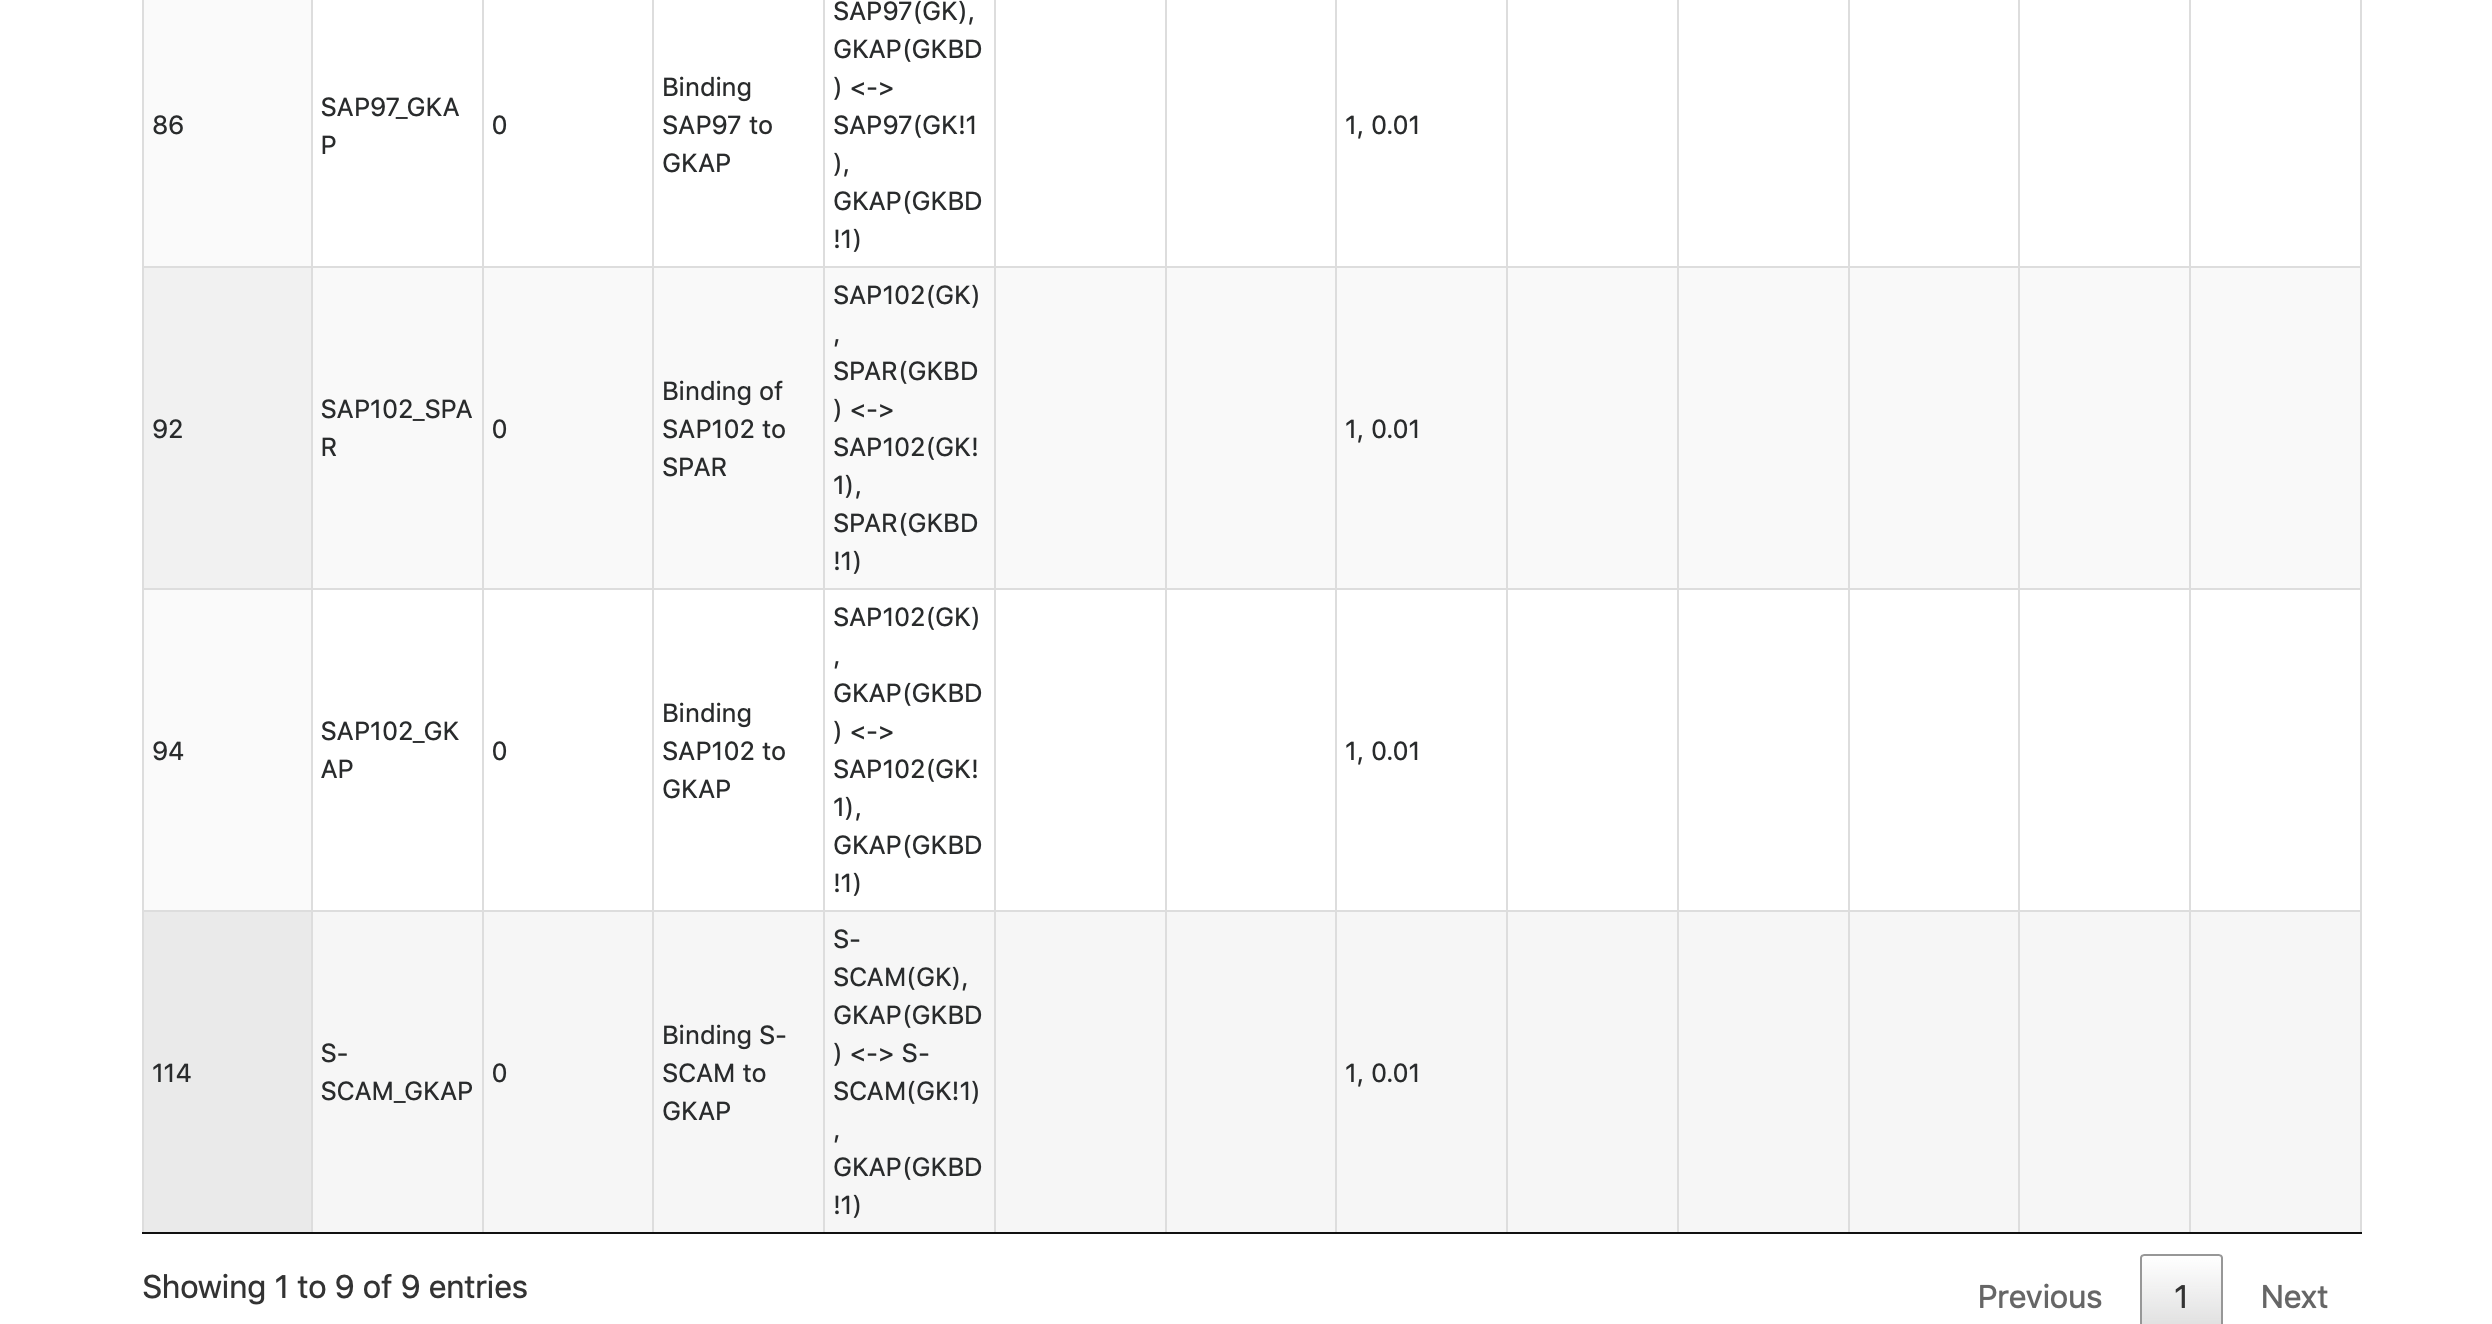 86
SAP97_GKA
P
0
Binding
SAP97 to
GKAP
SAP97(GK),
GKAP(GKBD
) <->
SAP97(GK!1
),
GKAP(GKBD
!1)
1, 0.01
92
SAP102_SPA
R
0
Binding of
SAP102 to
SPAR
SAP102(GK)
,
SPAR(GKBD
) <->
SAP102(GK!
1),
SPAR(GKBD
!1)
1, 0.01
94
SAP102_GK
AP
0
Binding
SAP102 to
GKAP
SAP102(GK)
,
GKAP(GKBD
) <->
SAP102(GK!
1),
GKAP(GKBD
!1)
1, 0.01
114
S-
SCAM_GKAP
0
Binding S-
SCAM to
GKAP
S-
SCAM(GK),
GKAP(GKBD
) <-> S-
SCAM(GK!1)
,
GKAP(GKBD
!1)
1, 0.01
Showing 1 to 9 of 9 entries
Previous 1 Next